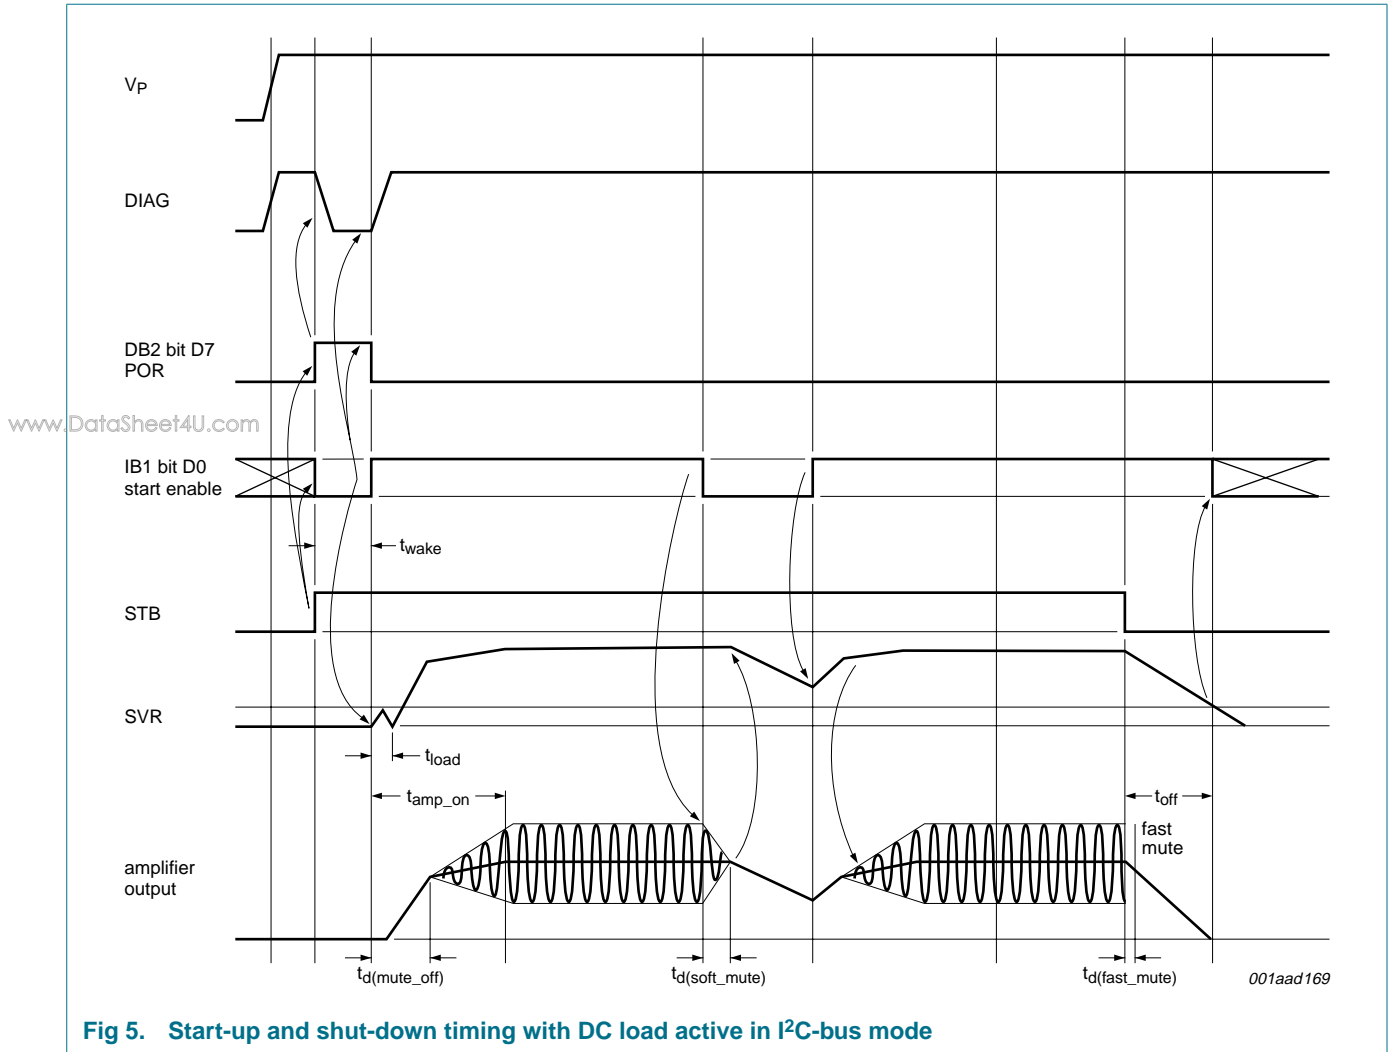 VP
DIAG
DB2 bit D7
POR
www.DataSheet4U.com
IB1 bit D0
start enable
twake
STB
SVR
tload
tamp_on
toff
fast
mute
amplifier
output
td(mute_off)
td(soft_mute)
td(fast_mute)
001aad169
Fig 5. Start-up and shut-down timing with DC load active in I2C-bus mode